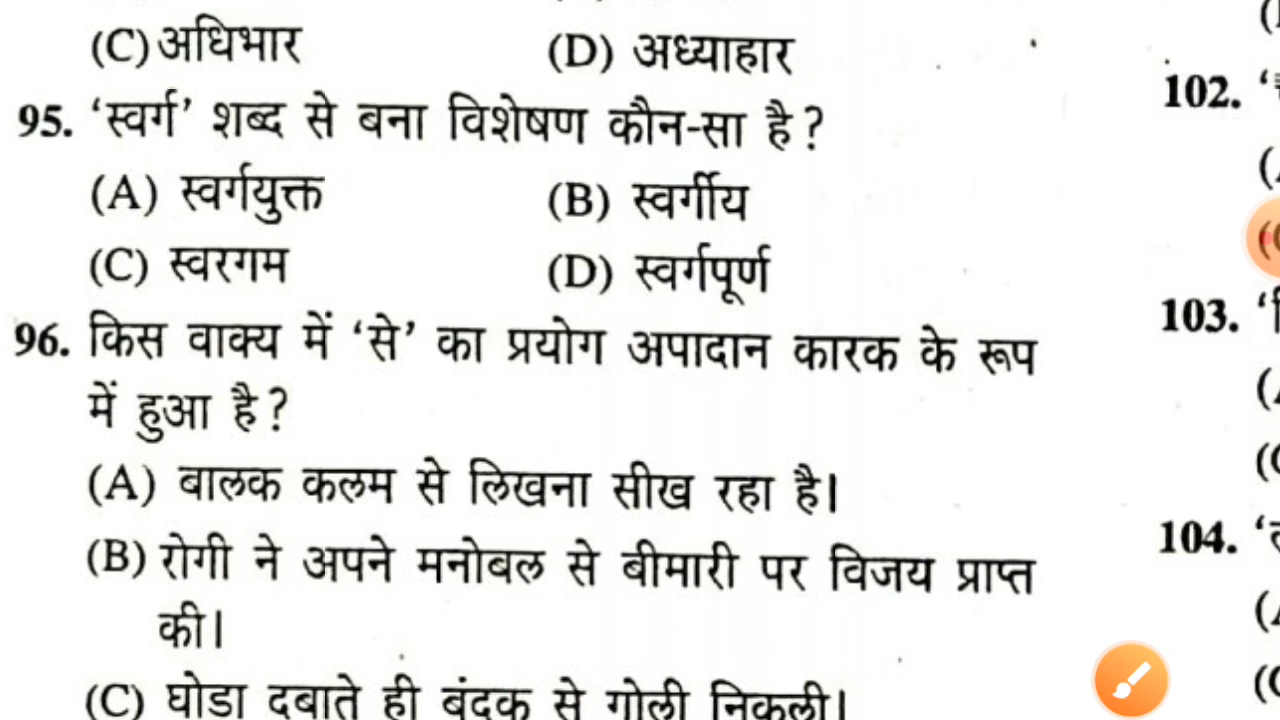 (C) अधिभार (D) अध्याहार
95. ‘स्वर्ग’ शब्द से बना विशेषण कौन-सा है?
(A) स्वर्गयुक्त (B) स्वर्गीय
(C) स्वरगम (D) स्वर्गपूर्ण
96. किस वाक्य में ‘से’ का प्रयोग अपादान कारक के रूप
में हुआ है?
(A) बालक कलम से लिखना सीख रहा है।
(B) रोगी ने अपने मनोबल से बीमारी पर विजय प्राप्त
की।
(C) घोडा दबाते ही बंदूक से गोली निकली।
102.
103.
104.